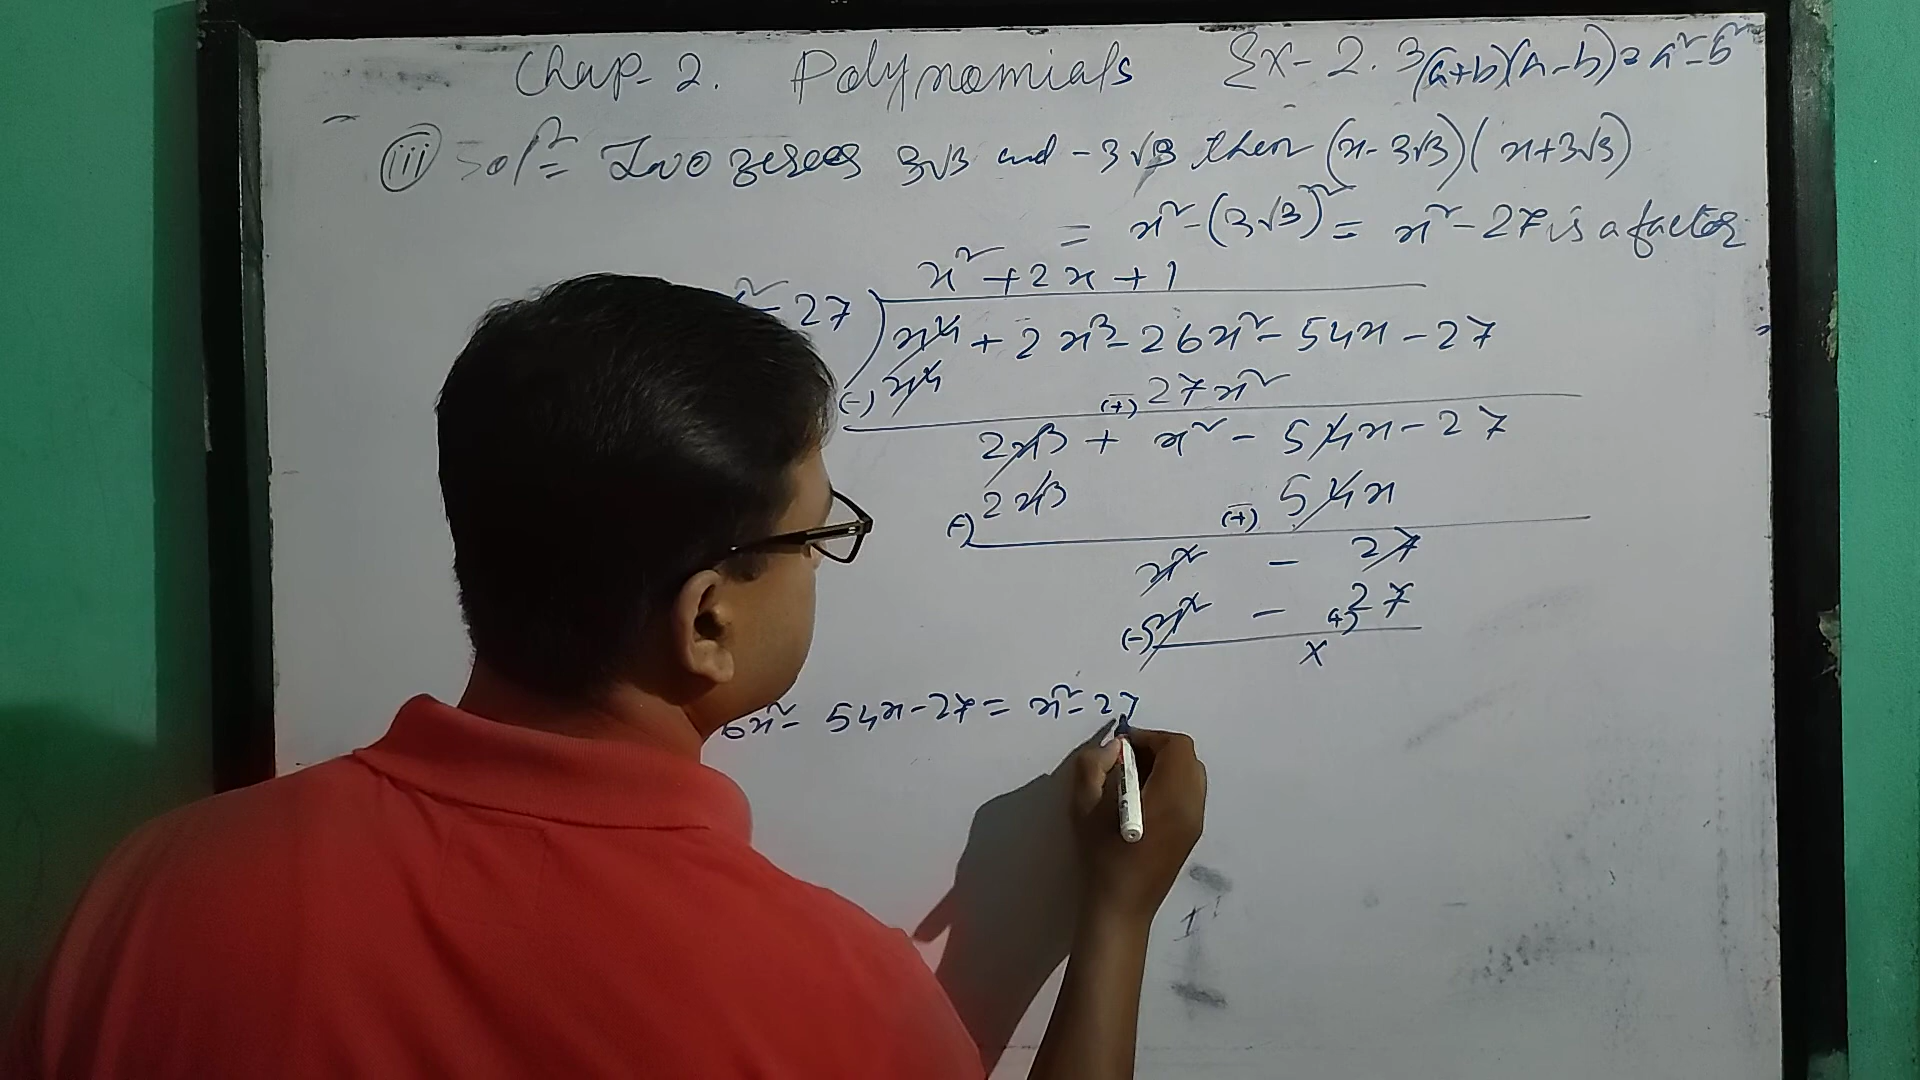 Chap-2. Polynomials Ex-2.3 (a+b)(a-b)=a²-b²
(iii) Solⁿ= Two zeroes 3√3 and -3√3 then (x-3√3)(x+3√3)
= x²-(3√3)² = x²-27 is a factor
x²+2x+1
²-27) x⁴+2x³-26x²-54x-27
(-) x⁴ (+) 27x²
2x³ + x² - 54x - 27
(-) 2x³ (+) 54x
x² - 27
(-) x² - (+) 27
x
6x²-54x-27= x²-27